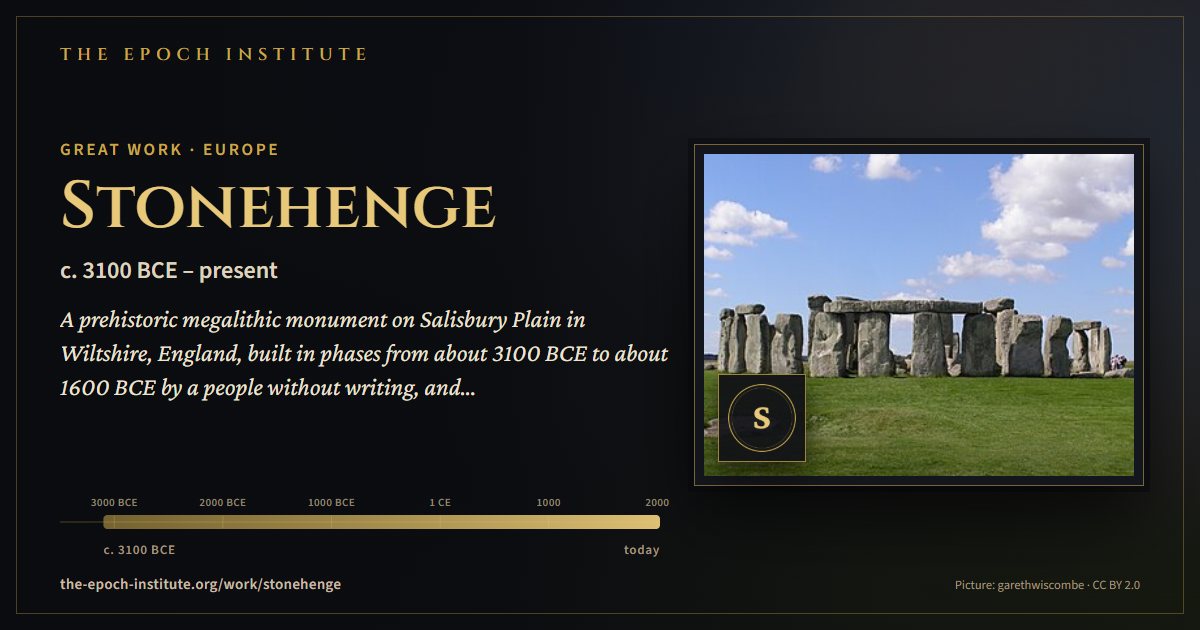 THE EPOCH INSTITUTE
GREAT WORK · EUROPE
STONEHENGE
c. 3100 BCE – present
A prehistoric megalithic monument on Salisbury Plain in
Wiltshire, England, built in phases from about 3100 BCE to about
1600 BCE by a people without writing, and...
S
3000 BCE 2000 BCE 1000 BCE 1 CE 1000 2000
c. 3100 BCE today
the-epoch-institute.org/work/stonehenge
Picture: garethwiscombe · CC BY 2.0